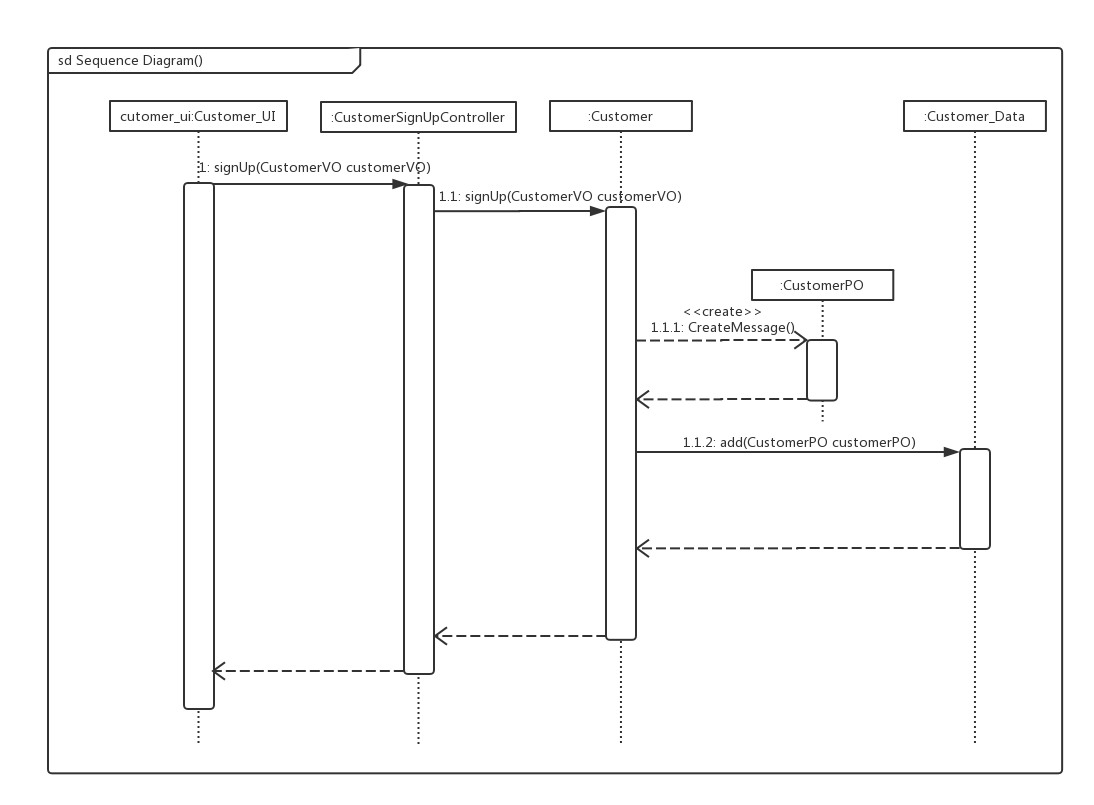 sd Sequence Diagram()
cutomer_ui:Customer_UI
:CustomerSignUpController
:Customer
:Customer_Data
1: signUp(CustomerVO customerVO)
1.1: signUp(CustomerVO customerVO)
:CustomerPO
<<create>>
1.1.1: CreateMessage()
1.1.2: add(CustomerPO customerPO)